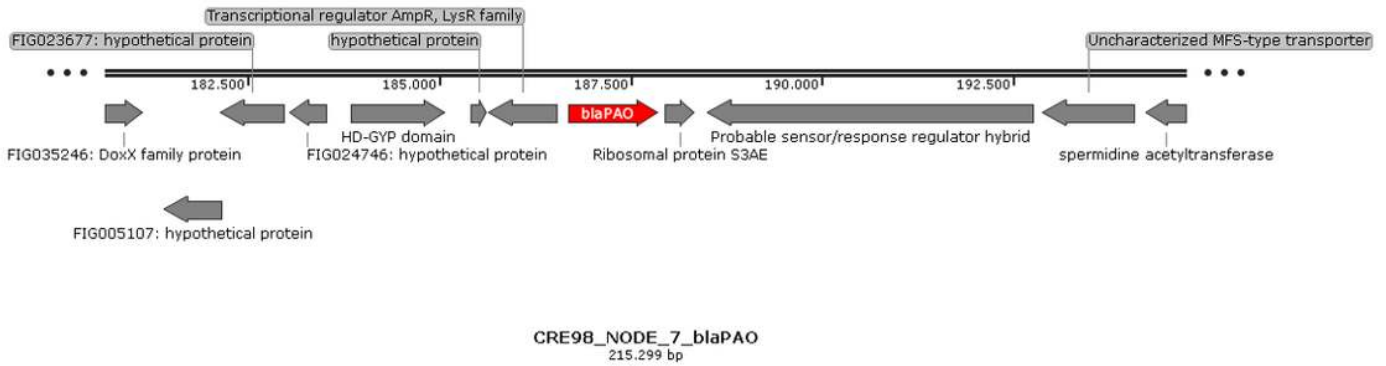 Transcriptional regulator AmpR, LysR family
FIG023677: hypothetical protein
hypothetical protein
Uncharacterized MFS-type transporter
182.500
185.000
187.500
190.000
192.500
blaPAO
HD-GYP domain
Probable sensor/response regulator hybrid
FIG035246: DoxX family protein
FIG024746: hypothetical protein
Ribosomal protein S3AE
spermidine acetyltransferase
FIG005107: hypothetical protein
CRE98_NODE_7_blaPAO
215.299 bp